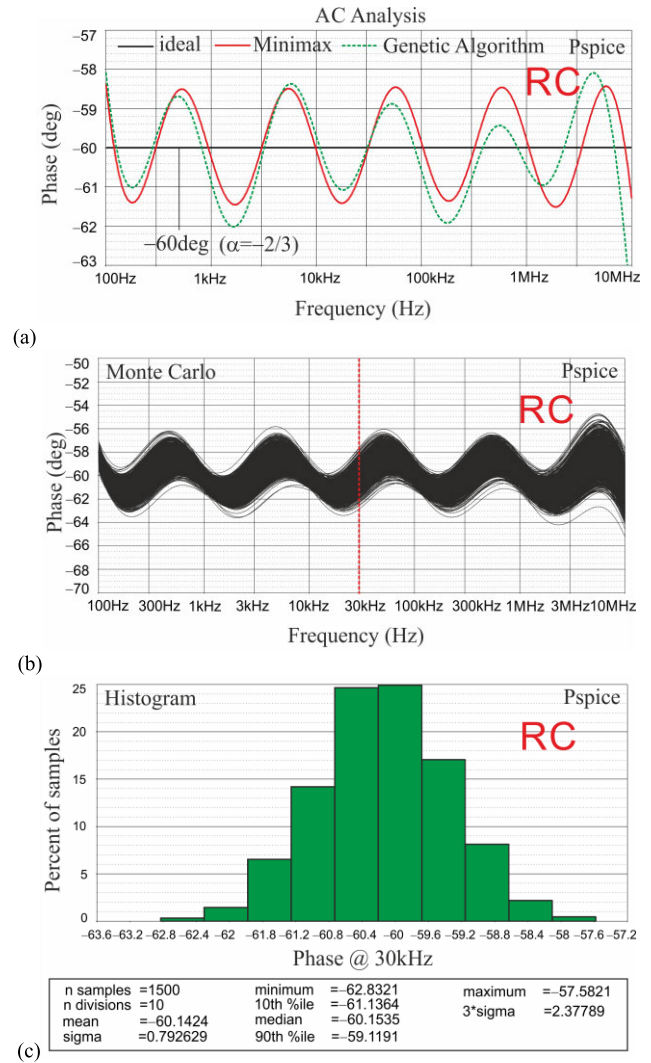 AC Analysis
−57
−58
−59
−60
−61
−62
−63
Phase (deg)
ideal
Minimax
Genetic Algorithm
Pspice
RC
−60deg (α=−2/3)
100Hz
1kHz
10kHz
100kHz
1MHz
10MHz
Frequency (Hz)
(a)
−50
−52
−54
−56
−58
−60
−62
−64
−66
−68
−70
Phase (deg)
Monte Carlo
Pspice
RC
100Hz
300Hz
1kHz
3kHz
10kHz
30kHz
100kHz
300kHz
1MHz
3MHz
10MHz
Frequency (Hz)
(b)
25
20
15
10
5
0
Percent of samples
Histogram
Pspice
RC
−63.6
−63.2
−62.8
−62.4
−62
−61.8
−61.2
−60.8
−60.4
−60
−59.6
−59.2
−58.8
−58.4
−58
−57.6
−57.2
Phase @ 30kHz
n samples =1500
n divisions =10
mean =−60.1424
sigma =0.792629
minimum =−62.8321
10th %ile =−61.1364
median =−60.1535
90th %ile =−59.1191
maximum =−57.5821
3*sigma =2.37789
(c)